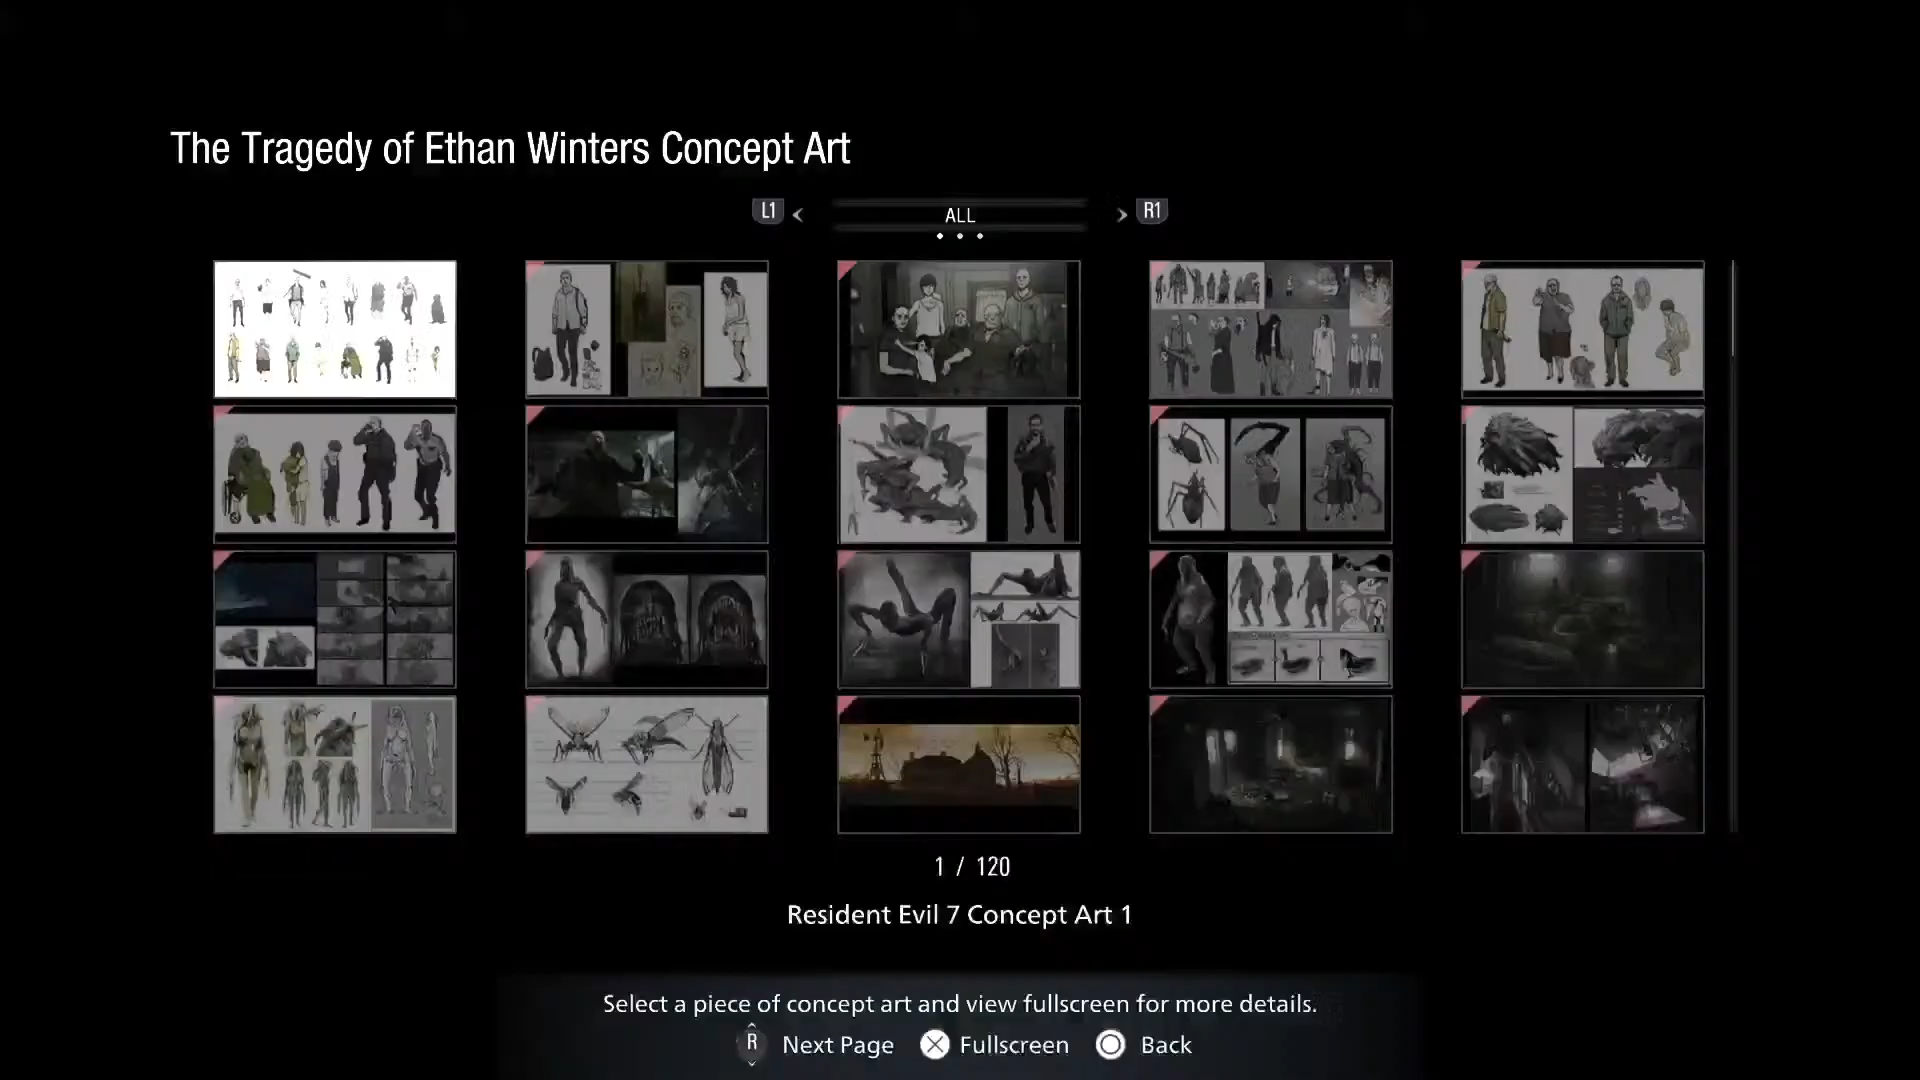 The Tragedy of Ethan Winters Concept Art
L1 < ALL > R1
1 / 120
Resident Evil 7 Concept Art 1
Select a piece of concept art and view fullscreen for more details.
R Next Page Fullscreen Back